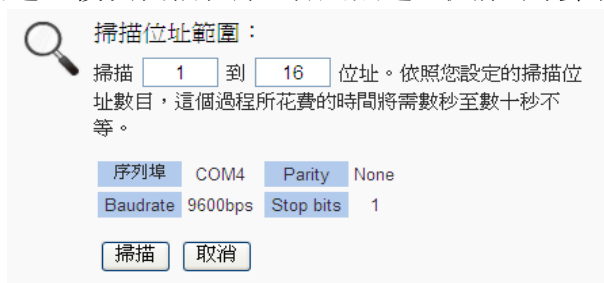 掃描位址範圍：
掃描 1 到 16 位址。依照您設定的掃描位
址數目，這個過程所花費的時間將需數秒至數十秒不
等。
序列埠 COM4 Parity None
Baudrate 9600bps Stop bits 1
掃描 取消